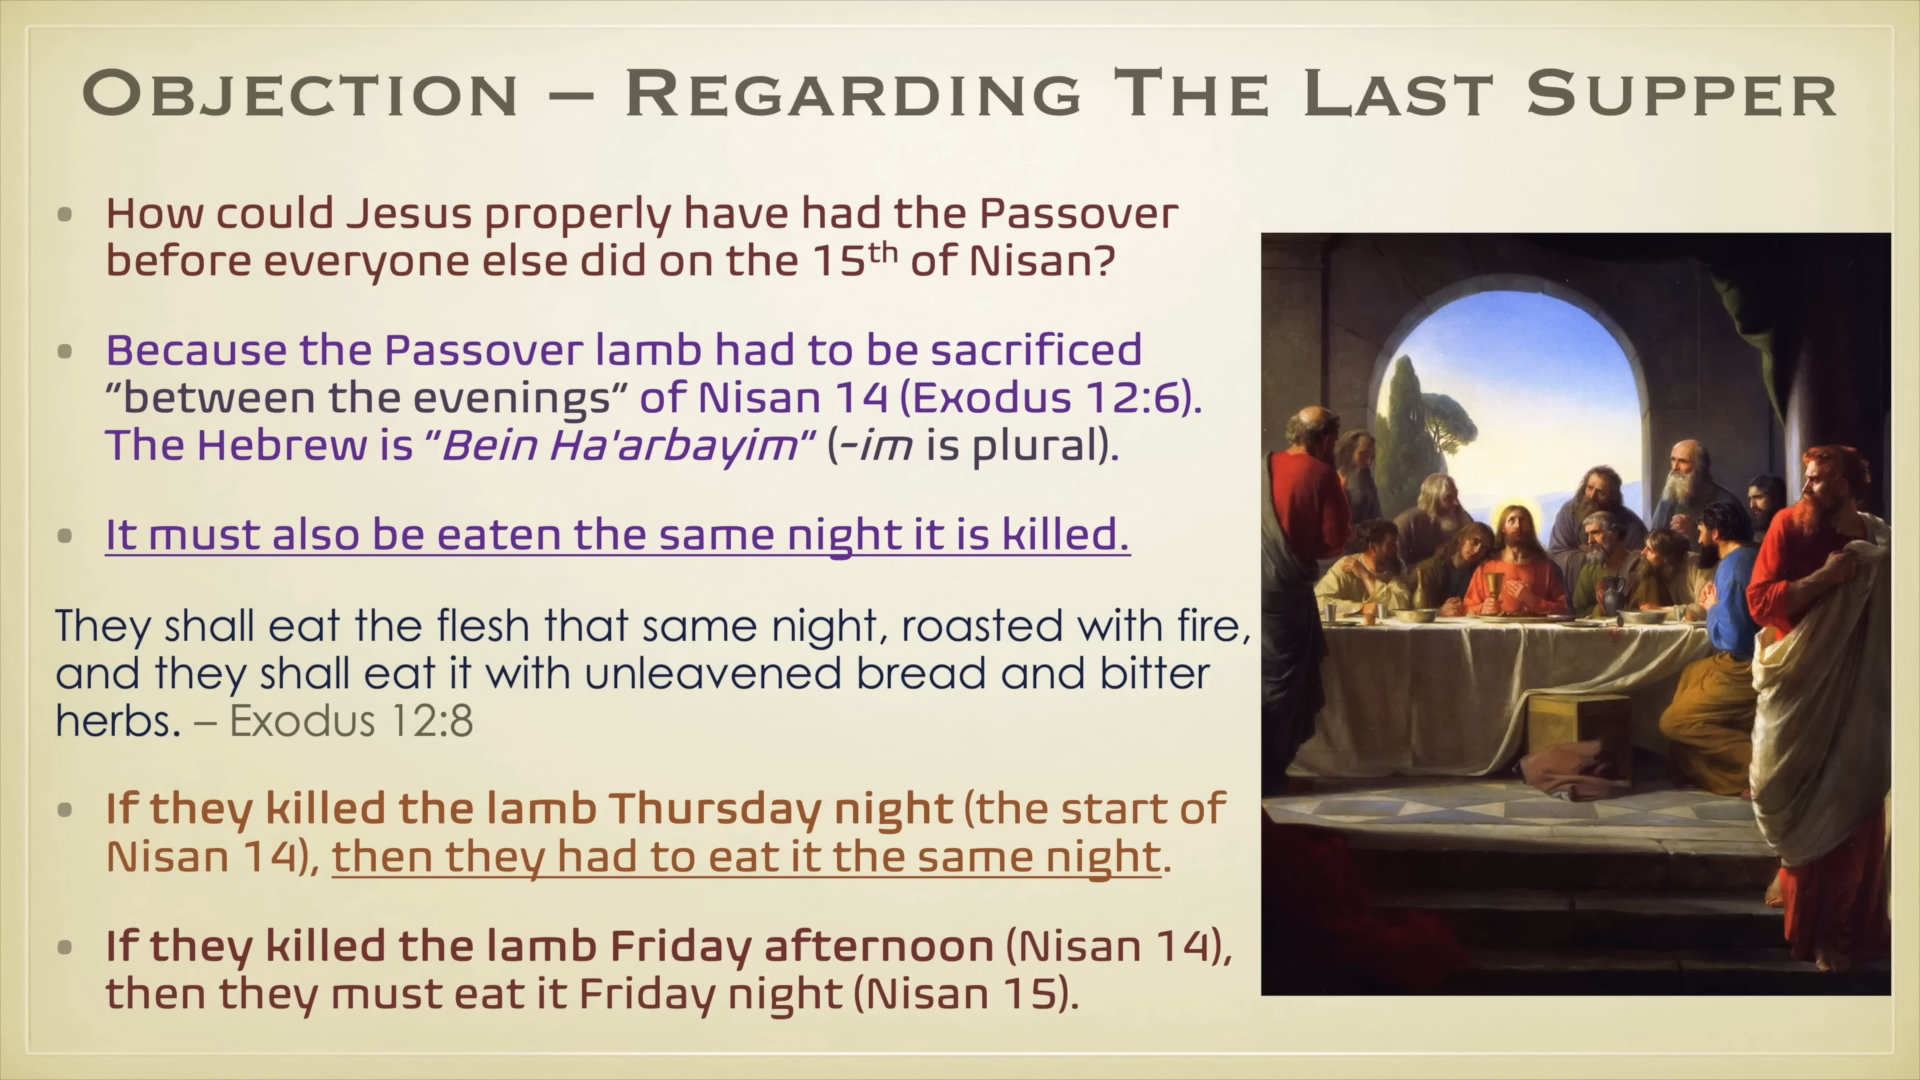 Objection – Regarding The Last Supper
• How could Jesus properly have had the Passover
before everyone else did on the 15th of Nisan?
• Because the Passover lamb had to be sacrificed
"between the evenings" of Nisan 14 (Exodus 12:6).
The Hebrew is "Bein Ha'arbayim" (-im is plural).
• It must also be eaten the same night it is killed.
They shall eat the flesh that same night, roasted with fire,
and they shall eat it with unleavened bread and bitter
herbs. – Exodus 12:8
• If they killed the lamb Thursday night (the start of
Nisan 14), then they had to eat it the same night.
• If they killed the lamb Friday afternoon (Nisan 14),
then they must eat it Friday night (Nisan 15).